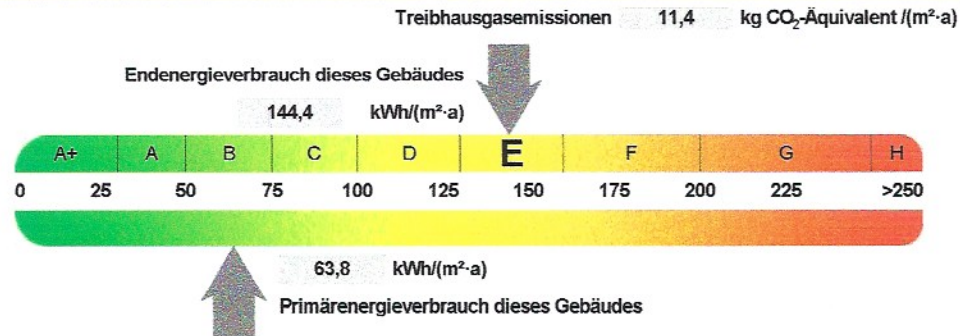 Treibhausgasemissionen 11,4 kg CO₂-Äquivalent /(m²·a)
Endenergieverbrauch dieses Gebäudes
144,4 kWh/(m²·a)
A+ A B C D E F G H
0 25 50 75 100 125 150 175 200 225 >250
63,8 kWh/(m²·a)
Primärenergieverbrauch dieses Gebäudes